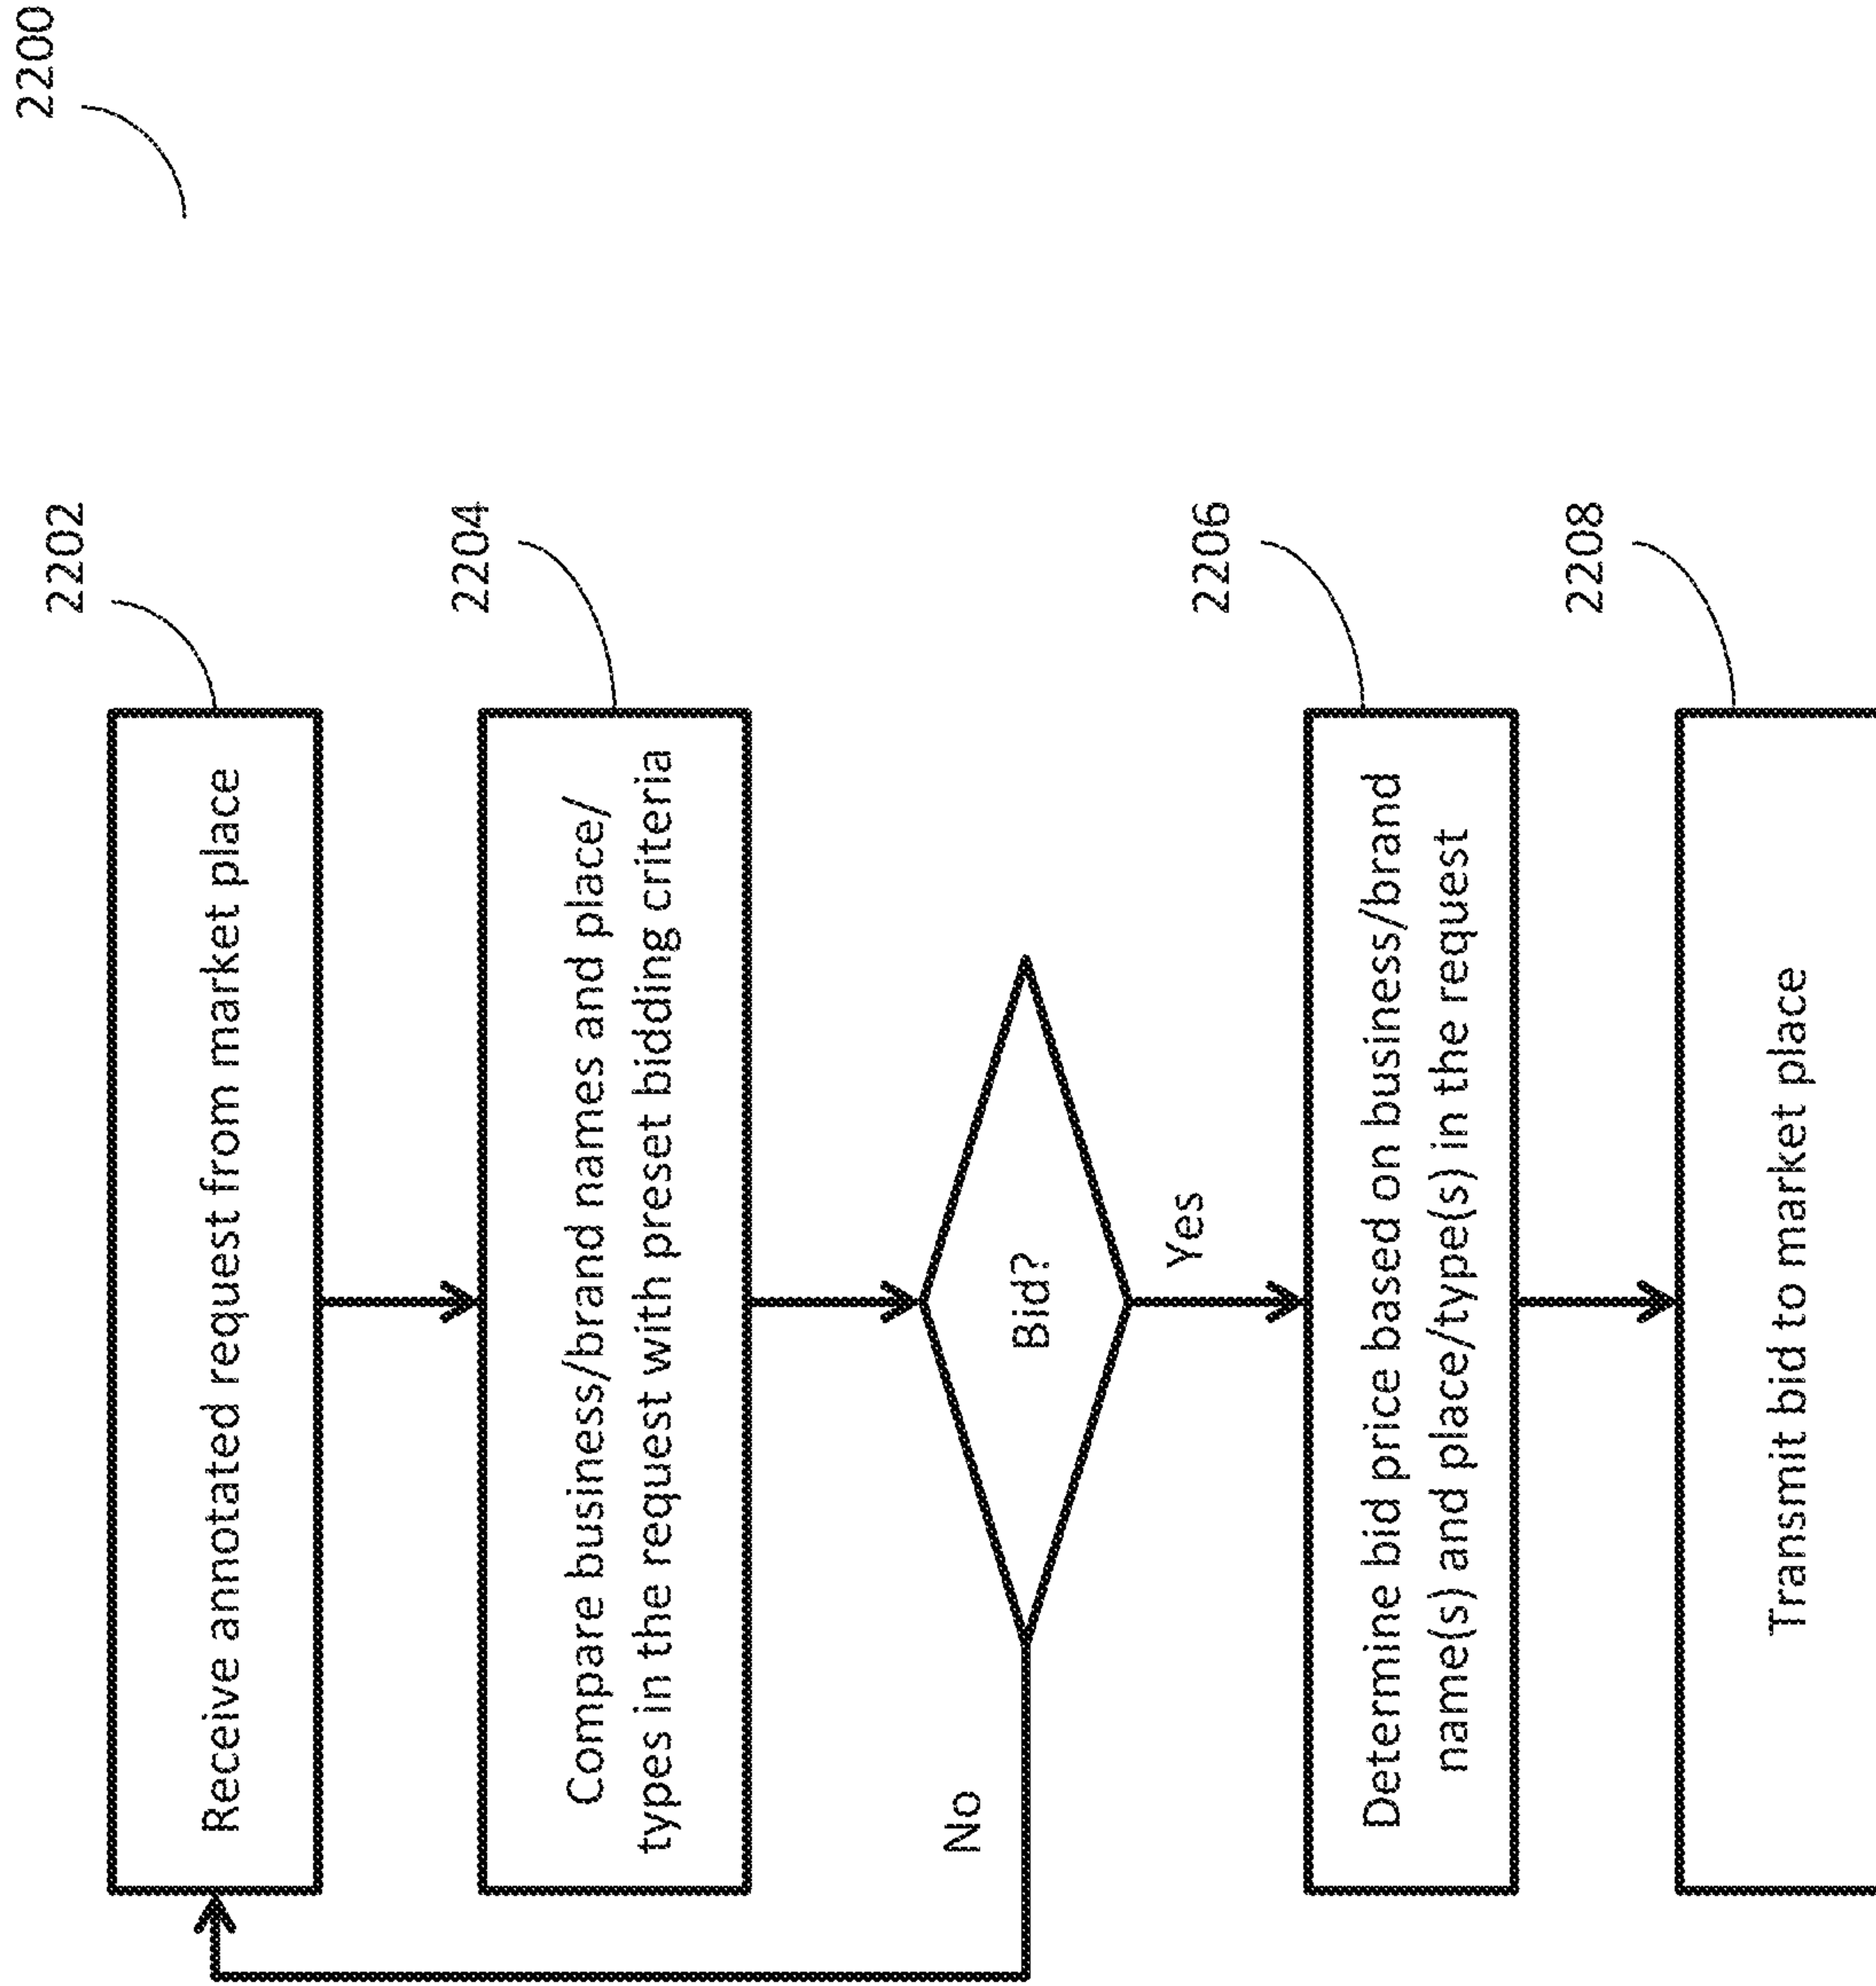 2200
2202
Receive annotated request from market place
2204
Compare business/brand names and place/
types in the request with preset bidding criteria
Bid?
No
Yes
2206
Determine bid price based on business/brand
name(s) and place/type(s) in the request
2208
Transmit bid to market place